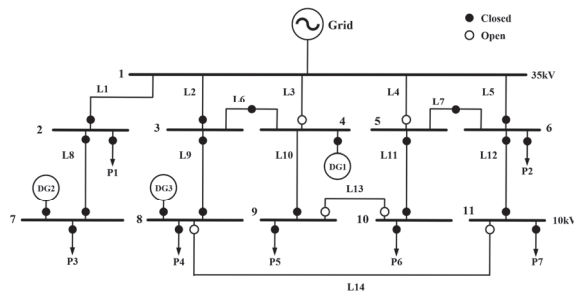 Grid
Closed
Open
1
35kV
L1
L2
L3
L4
L5
L6
L7
2
3
4
5
6
L8
P1
L9
L10
DG1
L11
L12
P2
DG2
DG3
L13
7
8
9
10
11
10kV
P3
P4
P5
P6
P7
L14